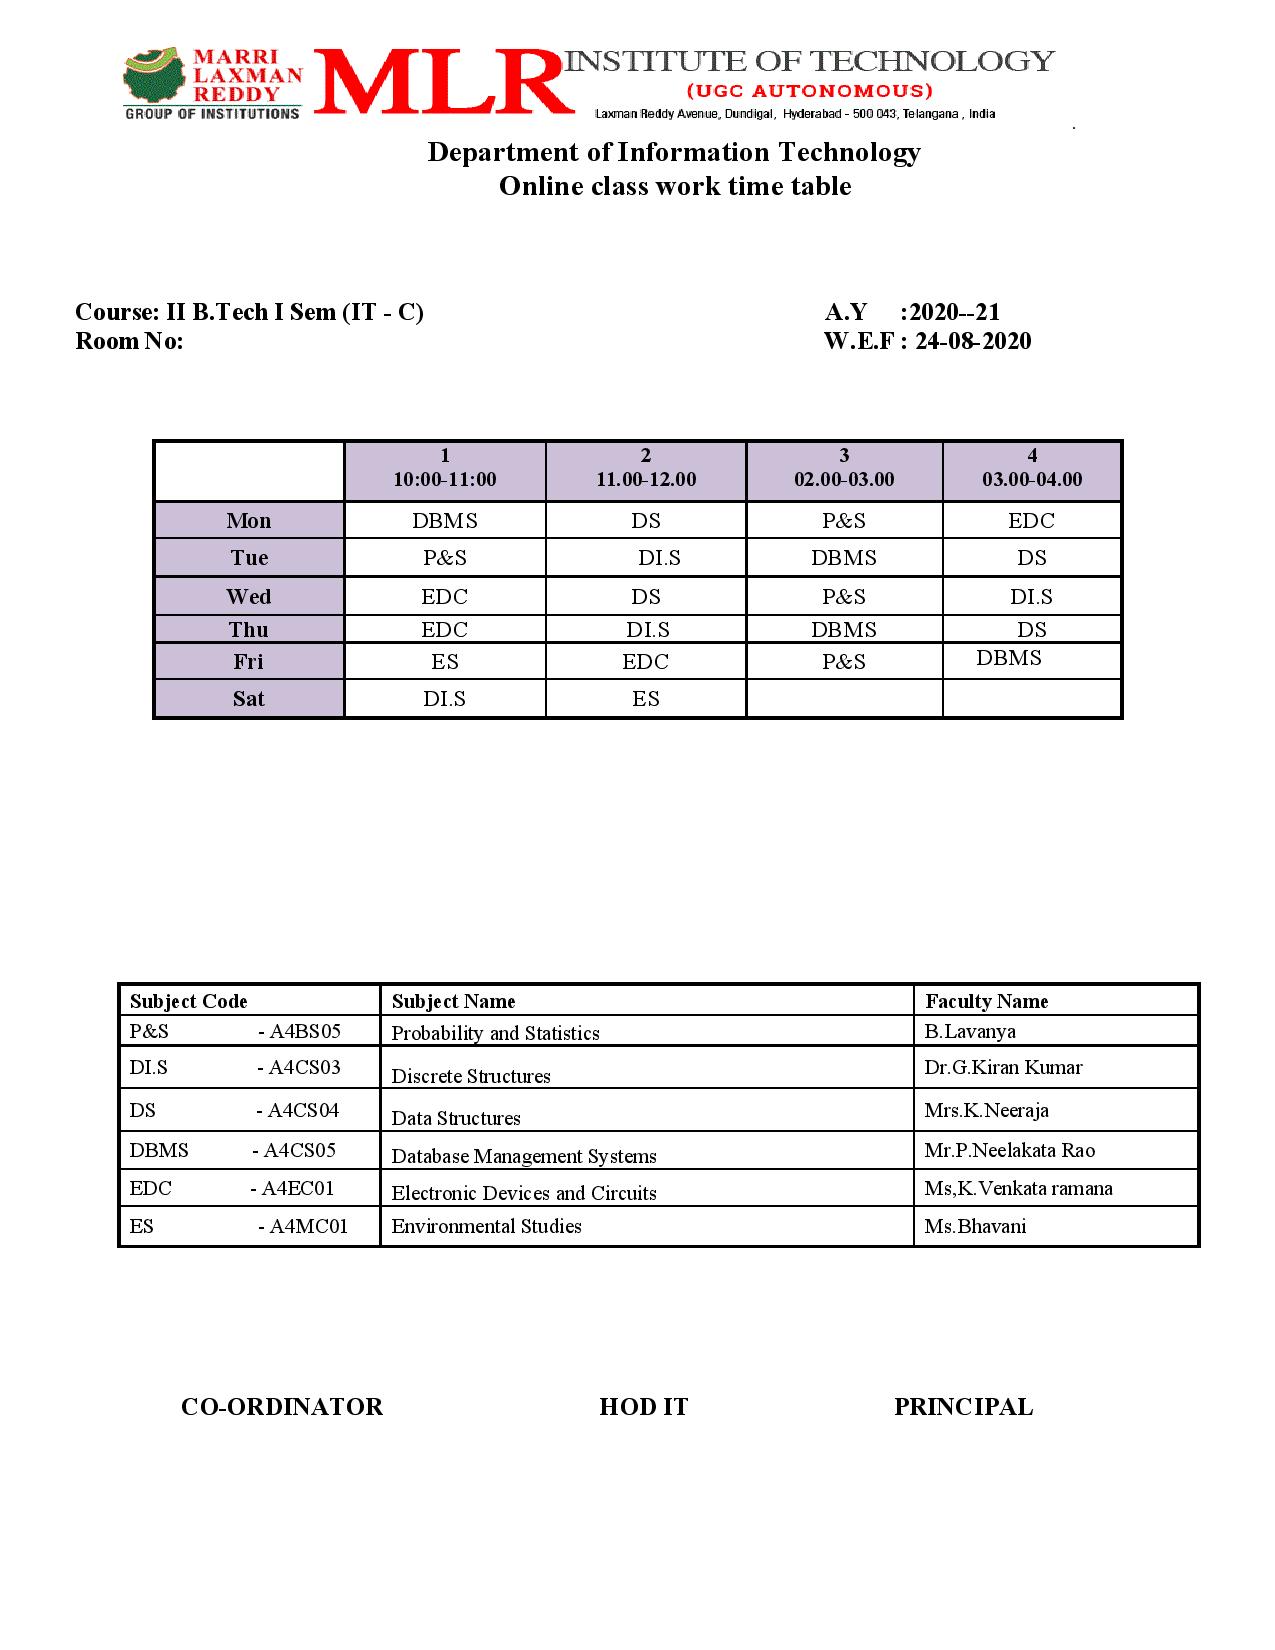 MARRI LAXMAN REDDY
GROUP OF INSTITUTIONS
MLR INSTITUTE OF TECHNOLOGY
(UGC AUTONOMOUS)
Laxman Reddy Avenue, Dundigal, Hyderabad - 500 043, Telangana , India
.
Department of Information Technology
Online class work time table
Course: II B.Tech I Sem (IT - C) A.Y :2020--21
Room No: W.E.F : 24-08-2020
1 2 3 4
10:00-11:00 11.00-12.00 02.00-03.00 03.00-04.00
Mon DBMS DS P&S EDC
Tue P&S DI.S DBMS DS
Wed EDC DS P&S DI.S
Thu EDC DI.S DBMS DS
Fri ES EDC P&S DBMS
Sat DI.S ES
Subject Code Subject Name Faculty Name
P&S - A4BS05 Probability and Statistics B.Lavanya
DI.S - A4CS03 Discrete Structures Dr.G.Kiran Kumar
DS - A4CS04 Data Structures Mrs.K.Neeraja
DBMS - A4CS05 Database Management Systems Mr.P.Neelakata Rao
EDC - A4EC01 Electronic Devices and Circuits Ms,K.Venkata ramana
ES - A4MC01 Environmental Studies Ms.Bhavani
CO-ORDINATOR HOD IT PRINCIPAL